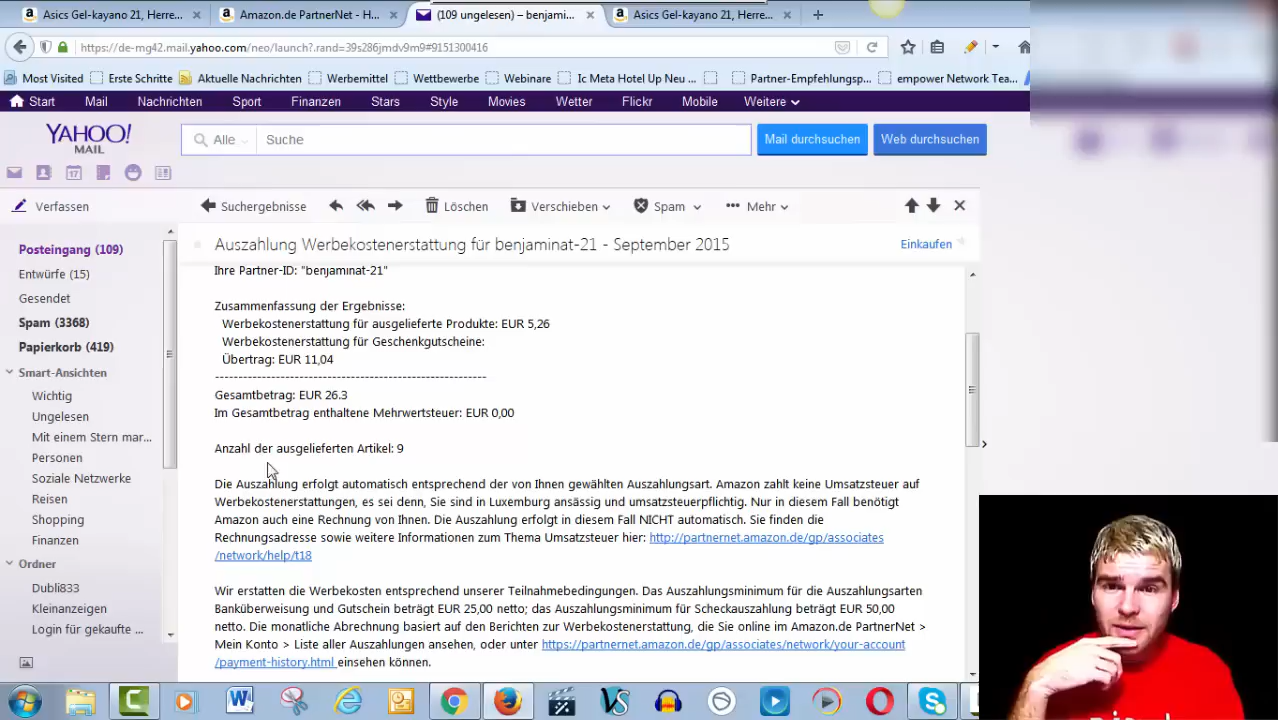 Asics Gel-kayano 21, Herre...
Amazon.de PartnerNet - H...
(109 ungelesen) – benjami...
Asics Gel-kayano 21, Herre...
https://de-mg42.mail.yahoo.com/neo/launch?.rand=39s286jmdv9m9#9151300416
Most Visited Erste Schritte Aktuelle Nachrichten Werbemittel Wettbewerbe Webinare Ic Meta Hotel Up Neu ... Partner-Empfehlungsp... empower Network Tea...
Start Mail Nachrichten Sport Finanzen Stars Style Movies Wetter Flickr Mobile Weitere
YAHOO!
MAIL
Alle Suche Mail durchsuchen Web durchsuchen
Verfassen Suchergebnisse Löschen Verschieben Spam Mehr
Posteingang (109)
Entwürfe (15)
Gesendet
Spam (3368)
Papierkorb (419)
Smart-Ansichten
Wichtig
Ungelesen
Mit einem Stern mar...
Personen
Soziale Netzwerke
Reisen
Shopping
Finanzen
Ordner
Dubli833
Kleinanzeigen
Login für gekaufte ...
Auszahlung Werbekostenerstattung für benjaminat-21 - September 2015 Einkaufen
Ihre Partner-ID: "benjaminat-21"
Zusammenfassung der Ergebnisse:
Werbekostenerstattung für ausgelieferte Produkte: EUR 5,26
Werbekostenerstattung für Geschenkgutscheine:
Übertrag: EUR 11,04
----------------------------------------------------------
Gesamtbetrag: EUR 26.3
Im Gesamtbetrag enthaltene Mehrwertsteuer: EUR 0,00
Anzahl der ausgelieferten Artikel: 9
Die Auszahlung erfolgt automatisch entsprechend der von Ihnen gewählten Auszahlungsart. Amazon zahlt keine Umsatzsteuer auf
Werbekostenerstattungen, es sei denn, Sie sind in Luxemburg ansässig und umsatzsteuerpflichtig. Nur in diesem Fall benötigt
Amazon auch eine Rechnung von Ihnen. Die Auszahlung erfolgt in diesem Fall NICHT automatisch. Sie finden die
Rechnungsadresse sowie weitere Informationen zum Thema Umsatzsteuer hier: http://partnernet.amazon.de/gp/associates
/network/help/t18
Wir erstatten die Werbekosten entsprechend unserer Teilnahmebedingungen. Das Auszahlungsminimum für die Auszahlungsarten
Banküberweisung und Gutschein beträgt EUR 25,00 netto; das Auszahlungsminimum für Scheckauszahlung beträgt EUR 50,00
netto. Die monatliche Abrechnung basiert auf den Berichten zur Werbekostenerstattung, die Sie online im Amazon.de PartnerNet >
Mein Konto > Liste aller Auszahlungen ansehen, oder unter https://partnernet.amazon.de/gp/associates/network/your-account
/payment-history.html einsehen können.